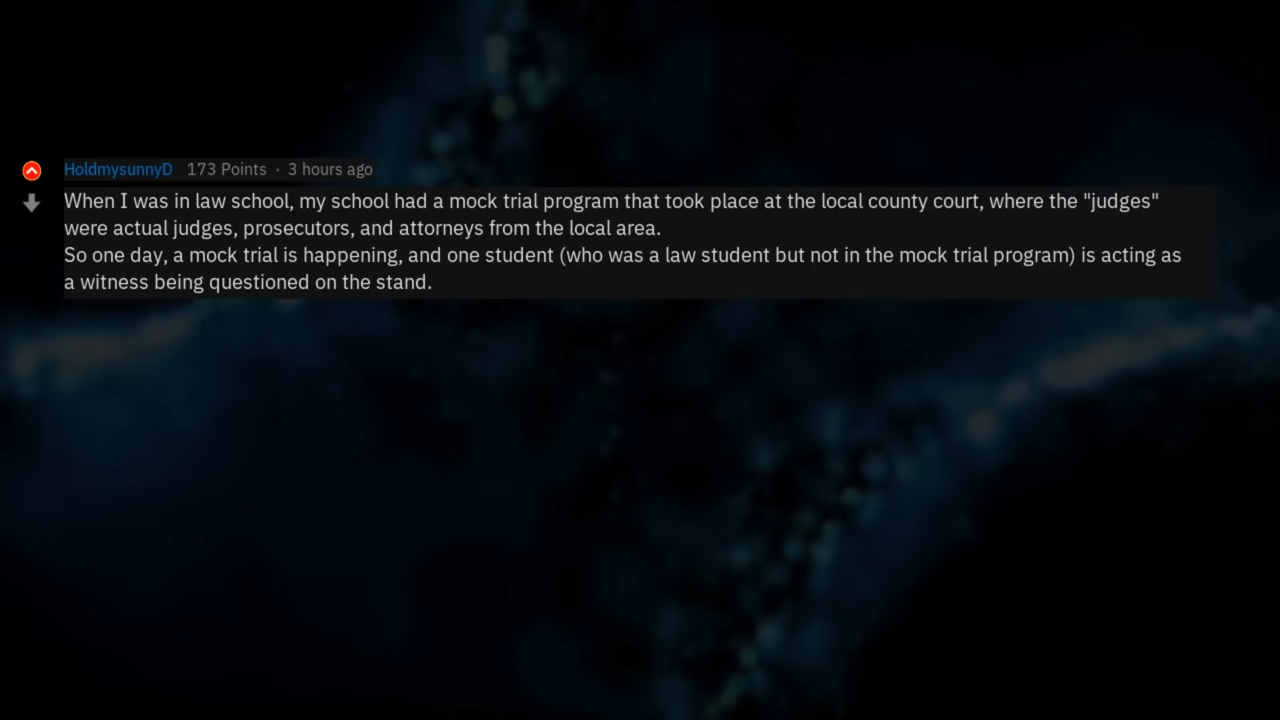 HoldmysunnyD 173 Points · 3 hours ago
When I was in law school, my school had a mock trial program that took place at the local county court, where the "judges"
were actual judges, prosecutors, and attorneys from the local area.
So one day, a mock trial is happening, and one student (who was a law student but not in the mock trial program) is acting as
a witness being questioned on the stand.